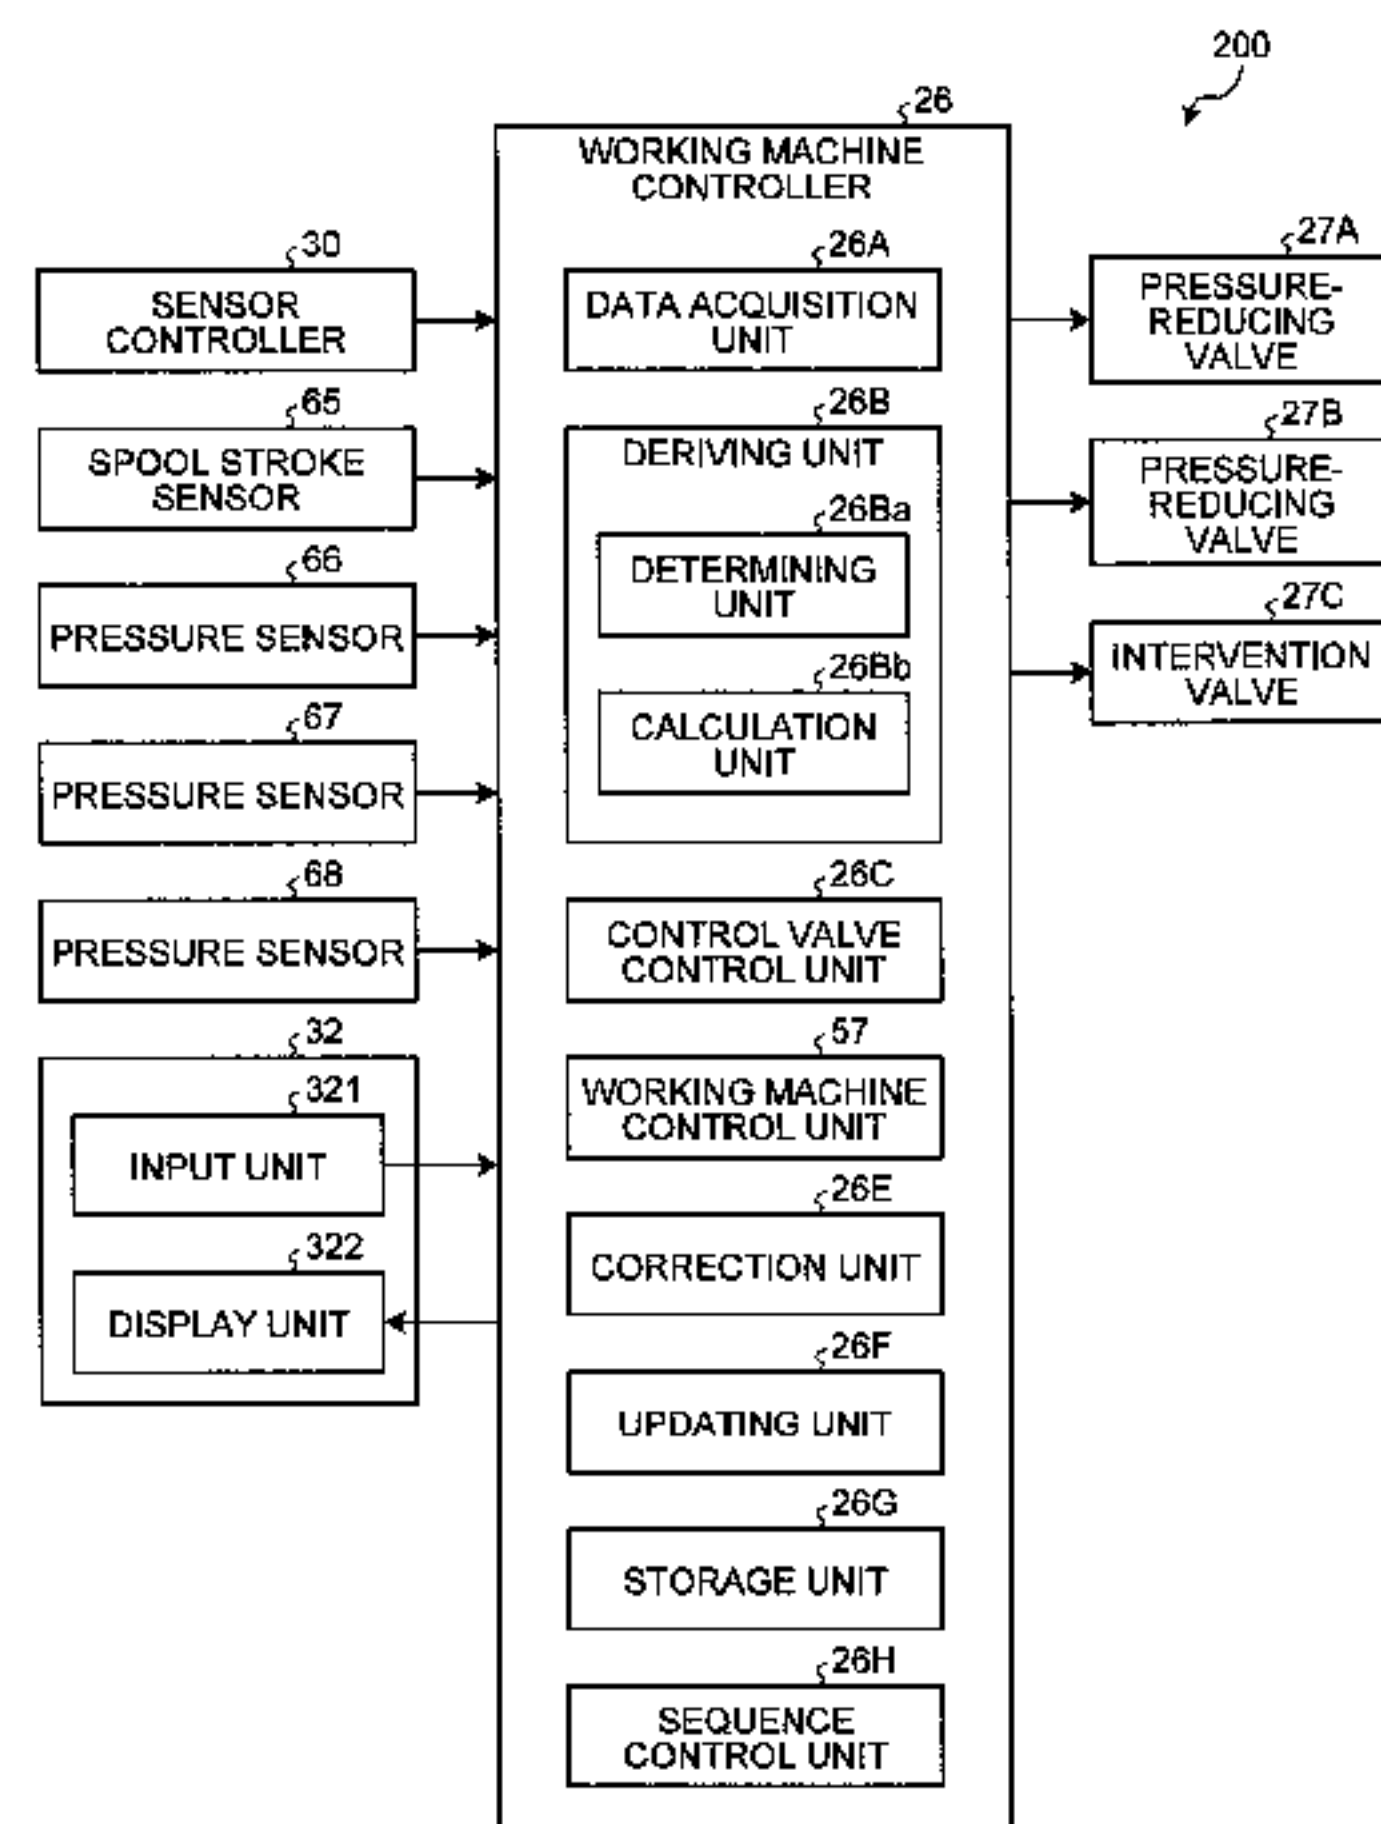 200
26
WORKING MACHINE
CONTROLLER
30
SENSOR
CONTROLLER
65
SPOOL STROKE
SENSOR
66
PRESSURE SENSOR
67
PRESSURE SENSOR
68
PRESSURE SENSOR
32
321
INPUT UNIT
322
DISPLAY UNIT
26A
DATA ACQUISITION
UNIT
26B
DERIVING UNIT
26Ba
DETERMINING
UNIT
26Bb
CALCULATION
UNIT
26C
CONTROL VALVE
CONTROL UNIT
57
WORKING MACHINE
CONTROL UNIT
26E
CORRECTION UNIT
26F
UPDATING UNIT
26G
STORAGE UNIT
26H
SEQUENCE
CONTROL UNIT
27A
PRESSURE-
REDUCING
VALVE
27B
PRESSURE-
REDUCING
VALVE
27C
INTERVENTION
VALVE